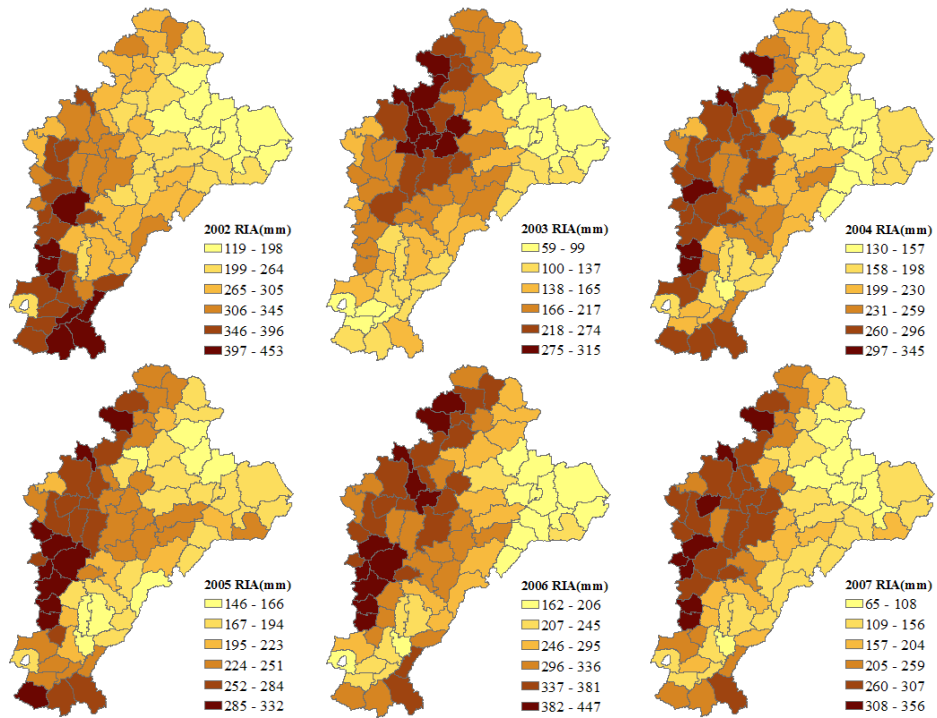 2002 RIA(mm)
119 - 198
199 - 264
265 - 305
306 - 345
346 - 396
397 - 453
2003 RIA(mm)
59 - 99
100 - 137
138 - 165
166 - 217
218 - 274
275 - 315
2004 RIA(mm)
130 - 157
158 - 198
199 - 230
231 - 259
260 - 296
297 - 345
2005 RIA(mm)
146 - 166
167 - 194
195 - 223
224 - 251
252 - 284
285 - 332
2006 RIA(mm)
162 - 206
207 - 245
246 - 295
296 - 336
337 - 381
382 - 447
2007 RIA(mm)
65 - 108
109 - 156
157 - 204
205 - 259
260 - 307
308 - 356